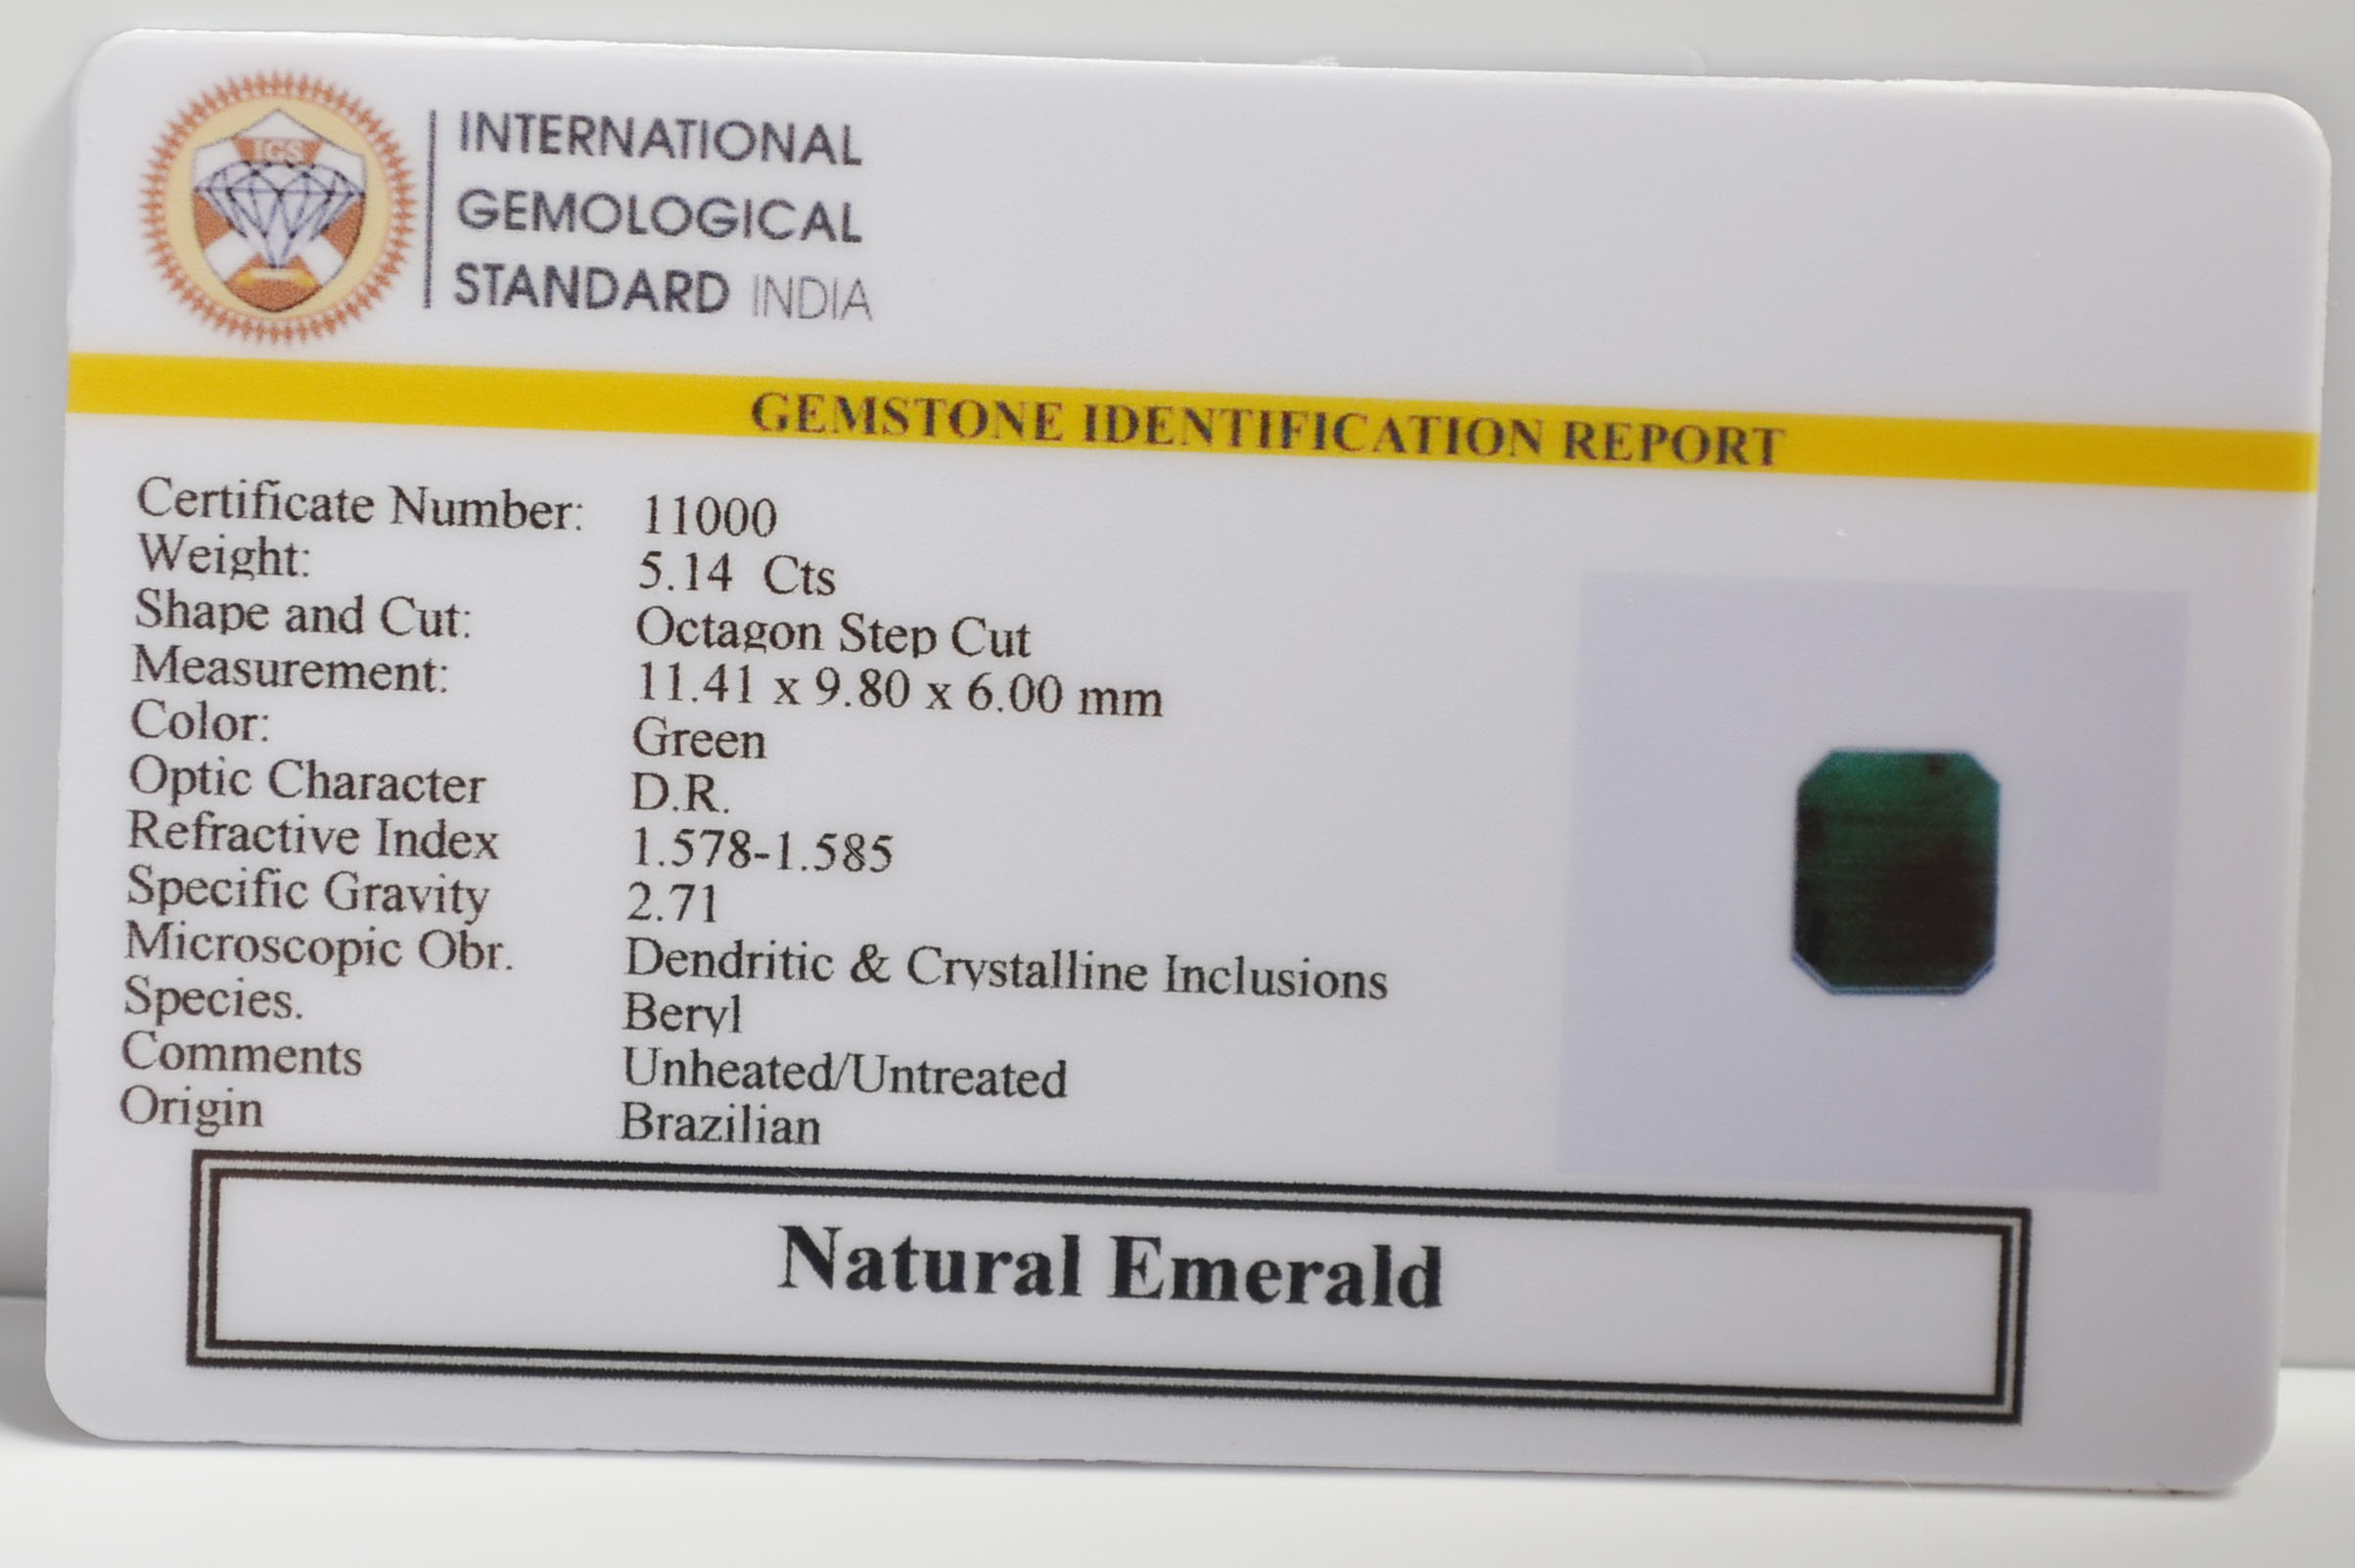 IGS
INTERNATIONAL
GEMOLOGICAL
STANDARD INDIA
GEMSTONE IDENTIFICATION REPORT
Certificate Number: 11000
Weight: 5.14 Cts
Shape and Cut: Octagon Step Cut
Measurement: 11.41 x 9.80 x 6.00 mm
Color: Green
Optic Character D.R.
Refractive Index 1.578-1.585
Specific Gravity 2.71
Microscopic Obr. Dendritic & Crystalline Inclusions
Species. Beryl
Comments Unheated/Untreated
Origin Brazilian
Natural Emerald